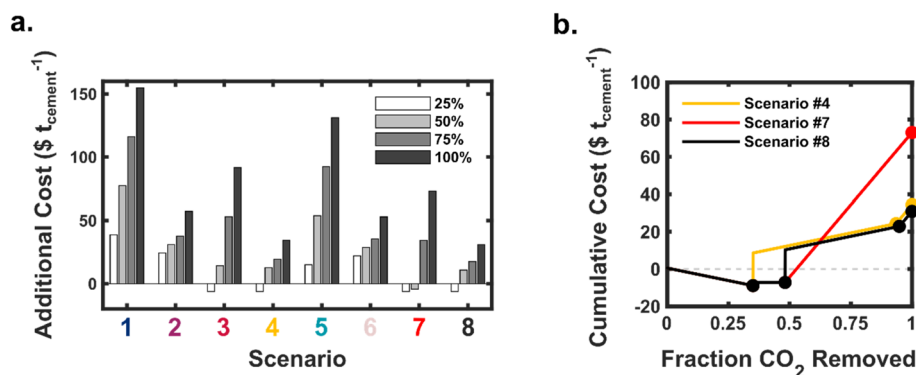 a.
Additional Cost ($ t_cement^-1)
150
100
50
0
25%
50%
75%
100%
1 2 3 4 5 6 7 8
Scenario
b.
Cumulative Cost ($ t_cement^-1)
100
80
60
40
20
0
-20
Scenario #4
Scenario #7
Scenario #8
0 0.25 0.5 0.75 1
Fraction CO₂ Removed